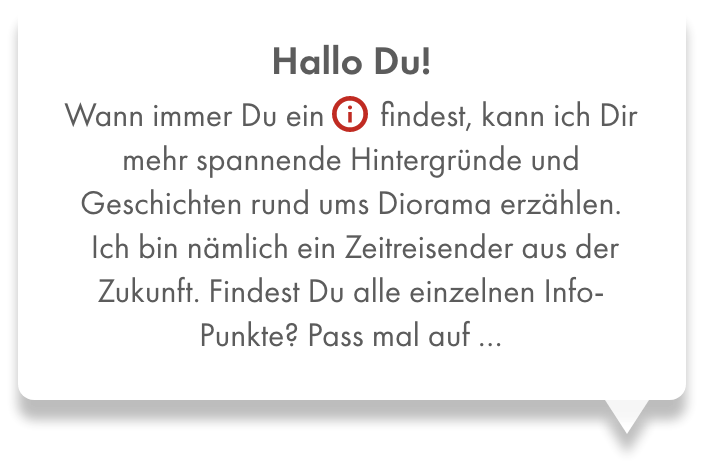 Hallo Du!
Wann immer Du ein i findest, kann ich Dir
mehr spannende Hintergründe und
Geschichten rund ums Diorama erzählen.
Ich bin nämlich ein Zeitreisender aus der
Zukunft. Findest Du alle einzelnen Info-
Punkte? Pass mal auf ...